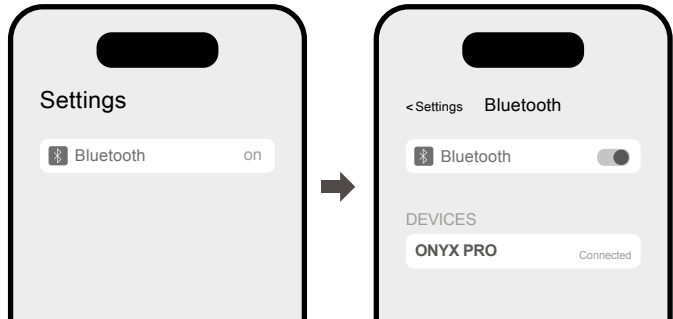 Settings
Bluetooth on
< Settings Bluetooth
Bluetooth
DEVICES
ONYX PRO Connected